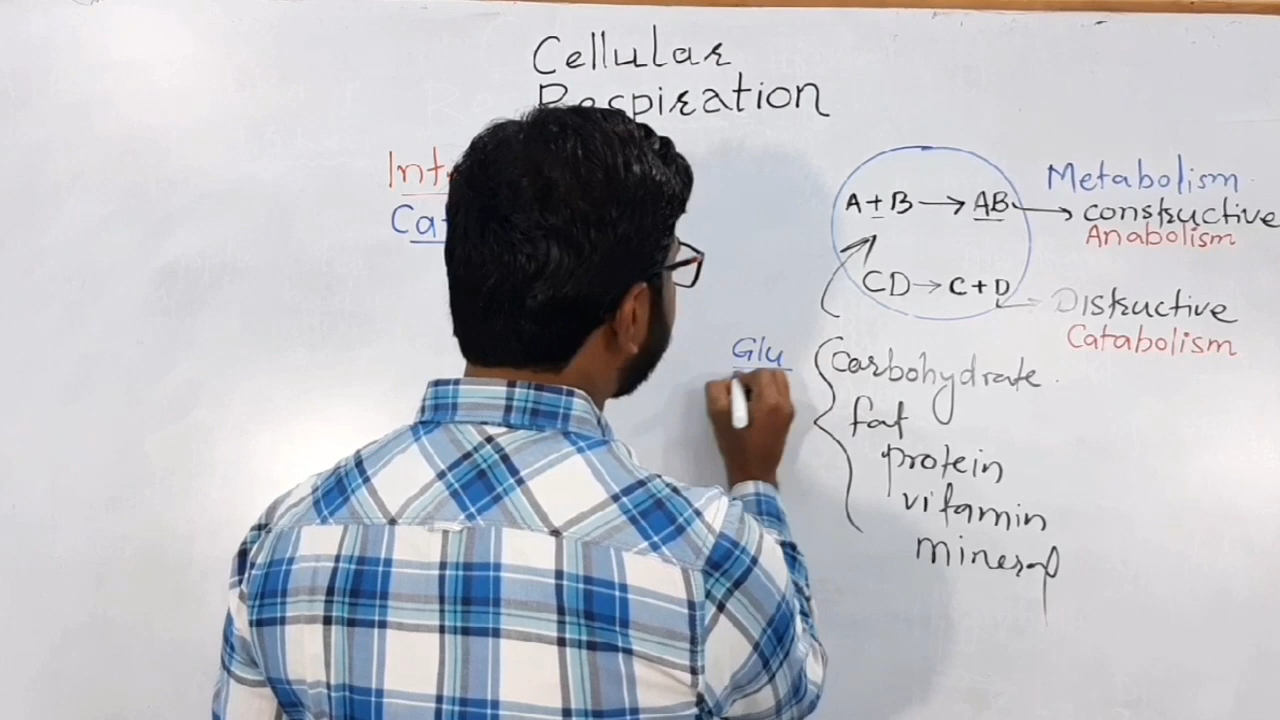 Cellular
Respiration
Metabolism
A + B → AB → constructive
Anabolism
CD → C + D Distructive
Catabolism
Glu
carbohydrate
fat
protein
vitamin
mineral